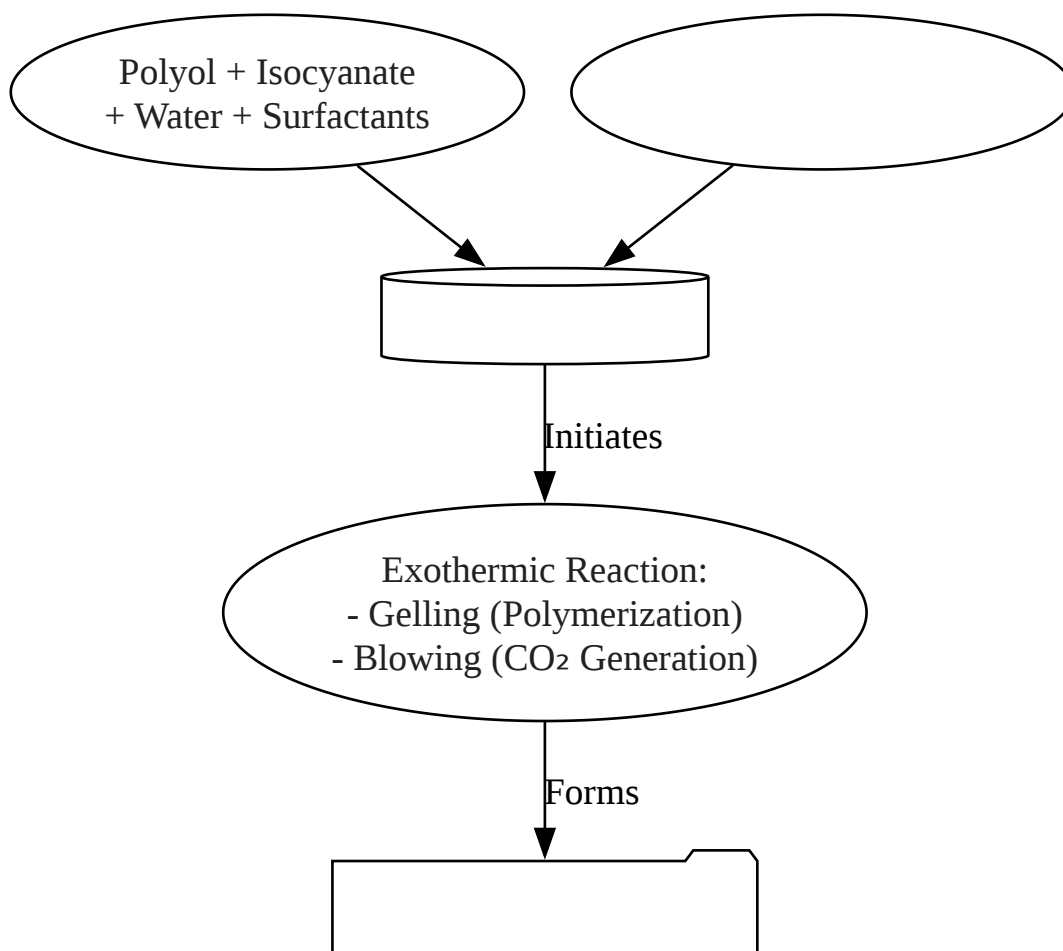 Polyol + Isocyanate
+ Water + Surfactants
Initiates
Exothermic Reaction:
- Gelling (Polymerization)
- Blowing (CO₂ Generation)
Forms